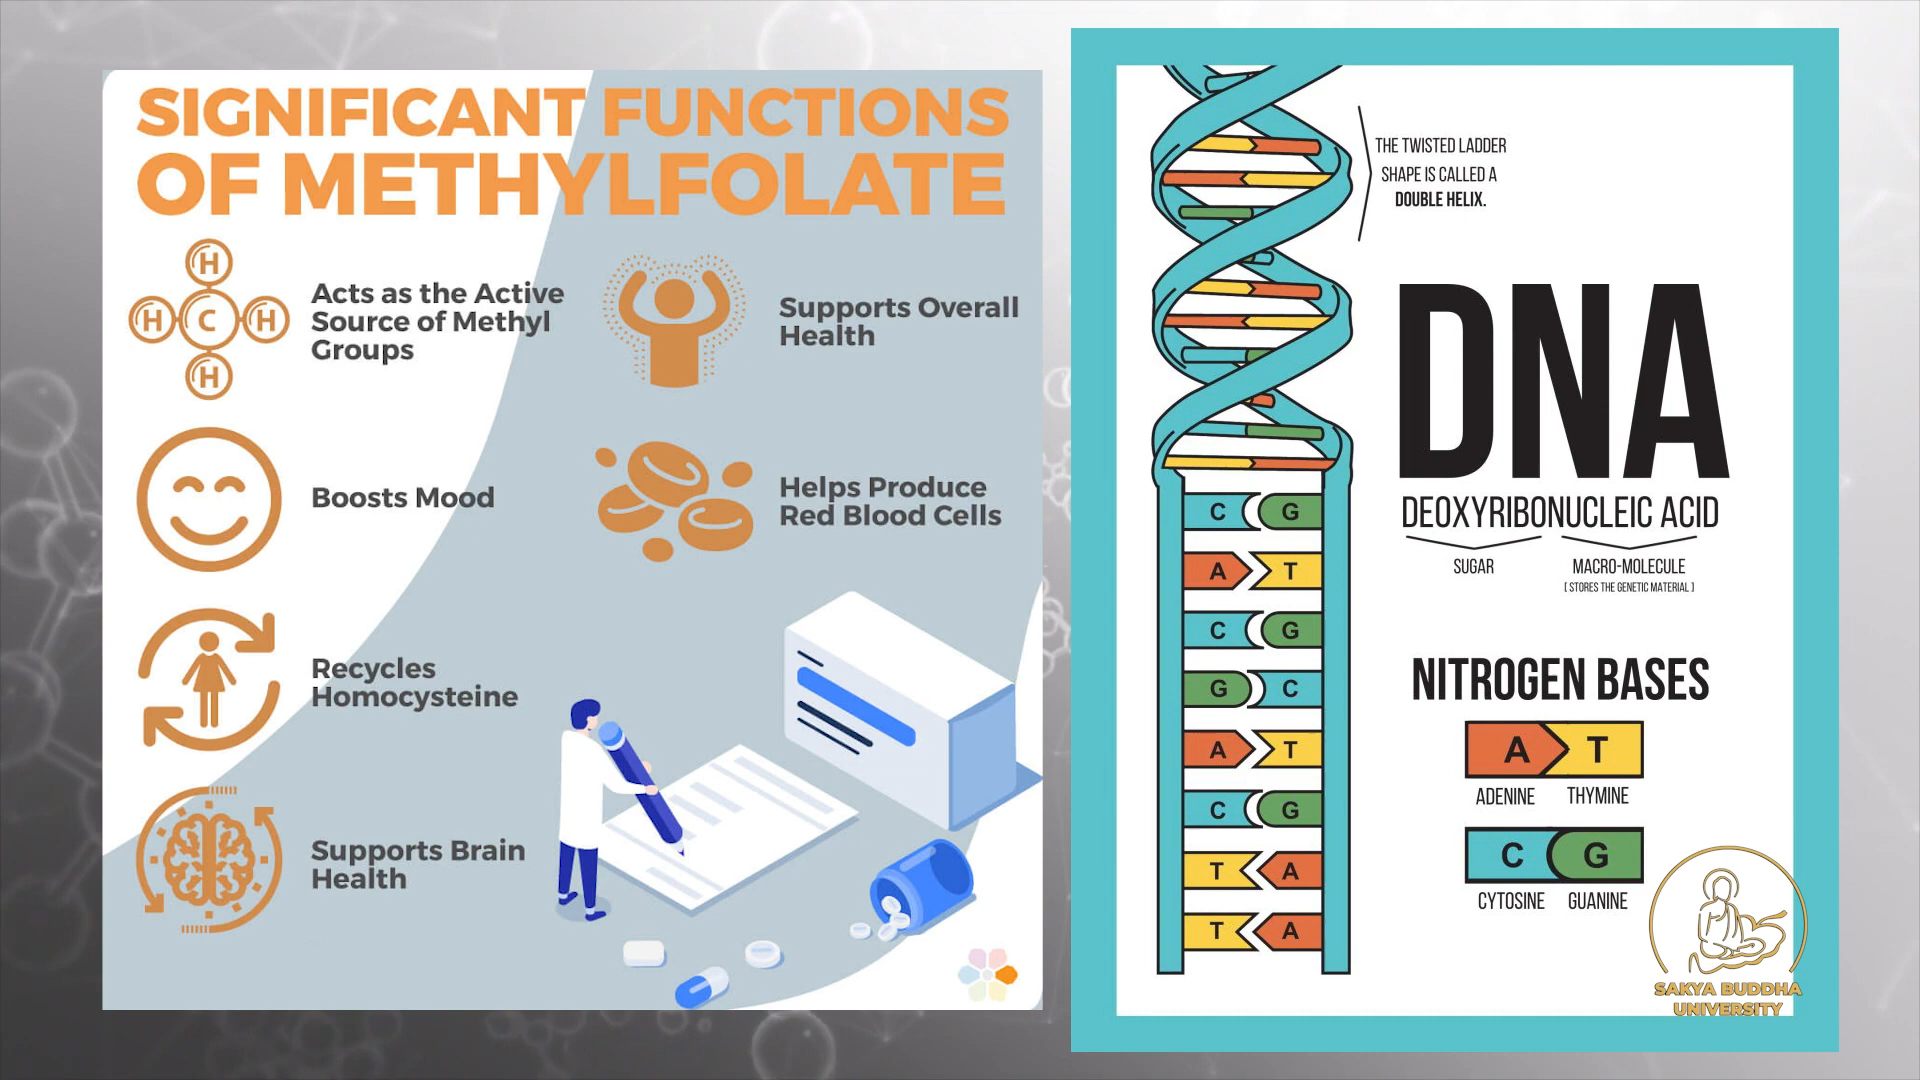 SIGNIFICANT FUNCTIONS
OF METHYLFOLATE
H
H
C
H
H
Acts as the Active
Source of Methyl
Groups
Boosts Mood
Recycles
Homocysteine
Supports Brain
Health
Supports Overall
Health
Helps Produce
Red Blood Cells
THE TWISTED LADDER
SHAPE IS CALLED A
DOUBLE HELIX.
DNA
DEOXYRIBONUCLEIC ACID
SUGAR
MACRO-MOLECULE
[ STORES THE GENETIC MATERIAL ]
C G
A T
C G
G C
A T
C G
T A
T A
NITROGEN BASES
A T
ADENINE THYMINE
C G
CYTOSINE GUANINE
SAKYA BUDDHA
UNIVERSITY